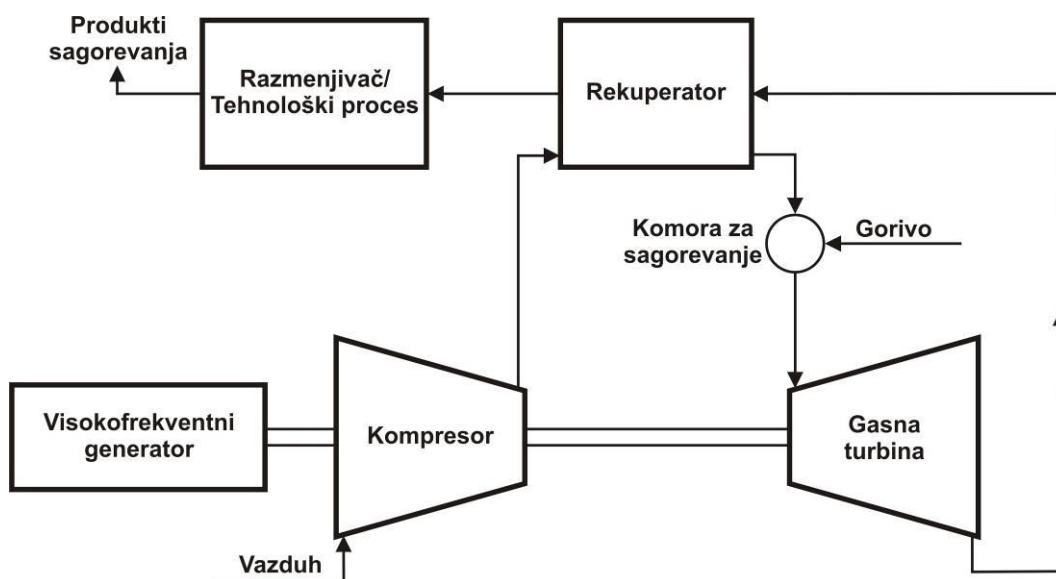 Produkti
sagorevanja
Razmenjivač/
Tehnološki proces
Rekuperator
Komora za
sagorevanje
Gorivo
Visokofrekventni
generator
Kompresor
Gasna
turbina
Vazduh